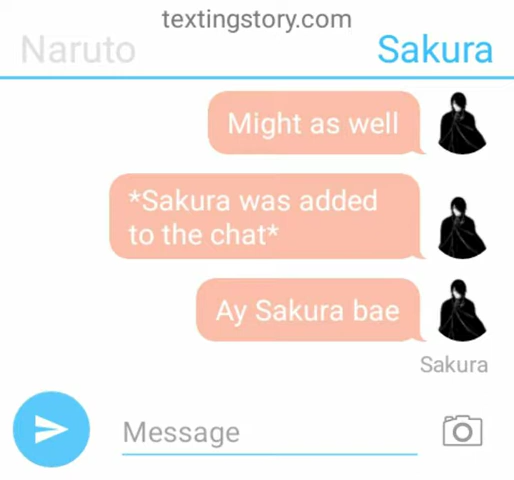 textingstory.com
Naruto
Sakura
Might as well
*Sakura was added
to the chat*
Ay Sakura bae
Sakura
Message